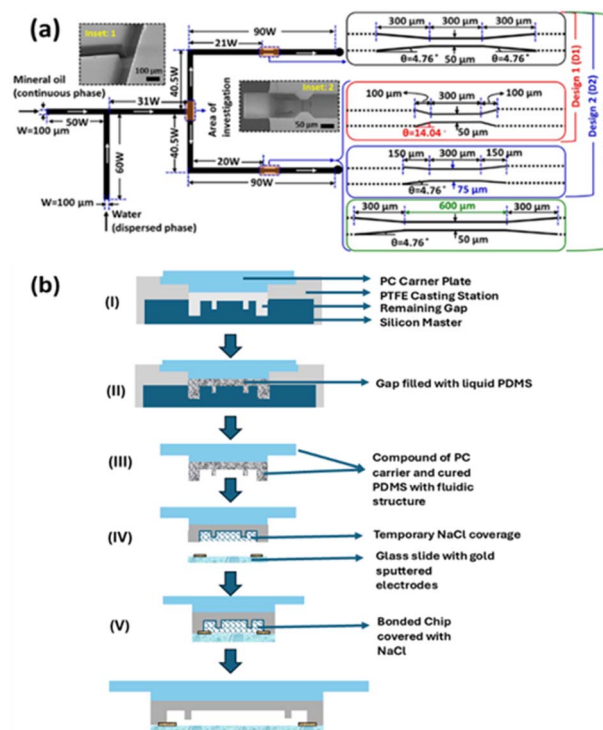 (a)
Inset: 1
100 µm
Mineral oil
(continuous phase)
W=100 µm
50W
31W
60W
W=100 µm
Water
(dispersed phase)
40.5W
40.5W
90W
21W
Area of
investigation
Inset: 2
50 µm
20W
90W
300 µm
300 µm
300 µm
θ=4.76°
50 µm
θ=4.76°
100 µm
300 µm
100 µm
θ=14.04°
50 µm
150 µm
300 µm
150 µm
θ=4.76°
75 µm
300 µm
600 µm
300 µm
θ=4.76°
50 µm
Design 1 (D1)
Design 2 (D2)
(b)
(I)
PC Carner Plate
PTFE Casting Station
Remaining Gap
Silicon Master
(II)
Gap filled with liquid PDMS
(III)
Compound of PC
carrier and cured
PDMS with fluidic
structure
(IV)
Temporary NaCl coverage
Glass slide with gold
sputtered
electrodes
(V)
Bonded Chip
covered with
NaCl